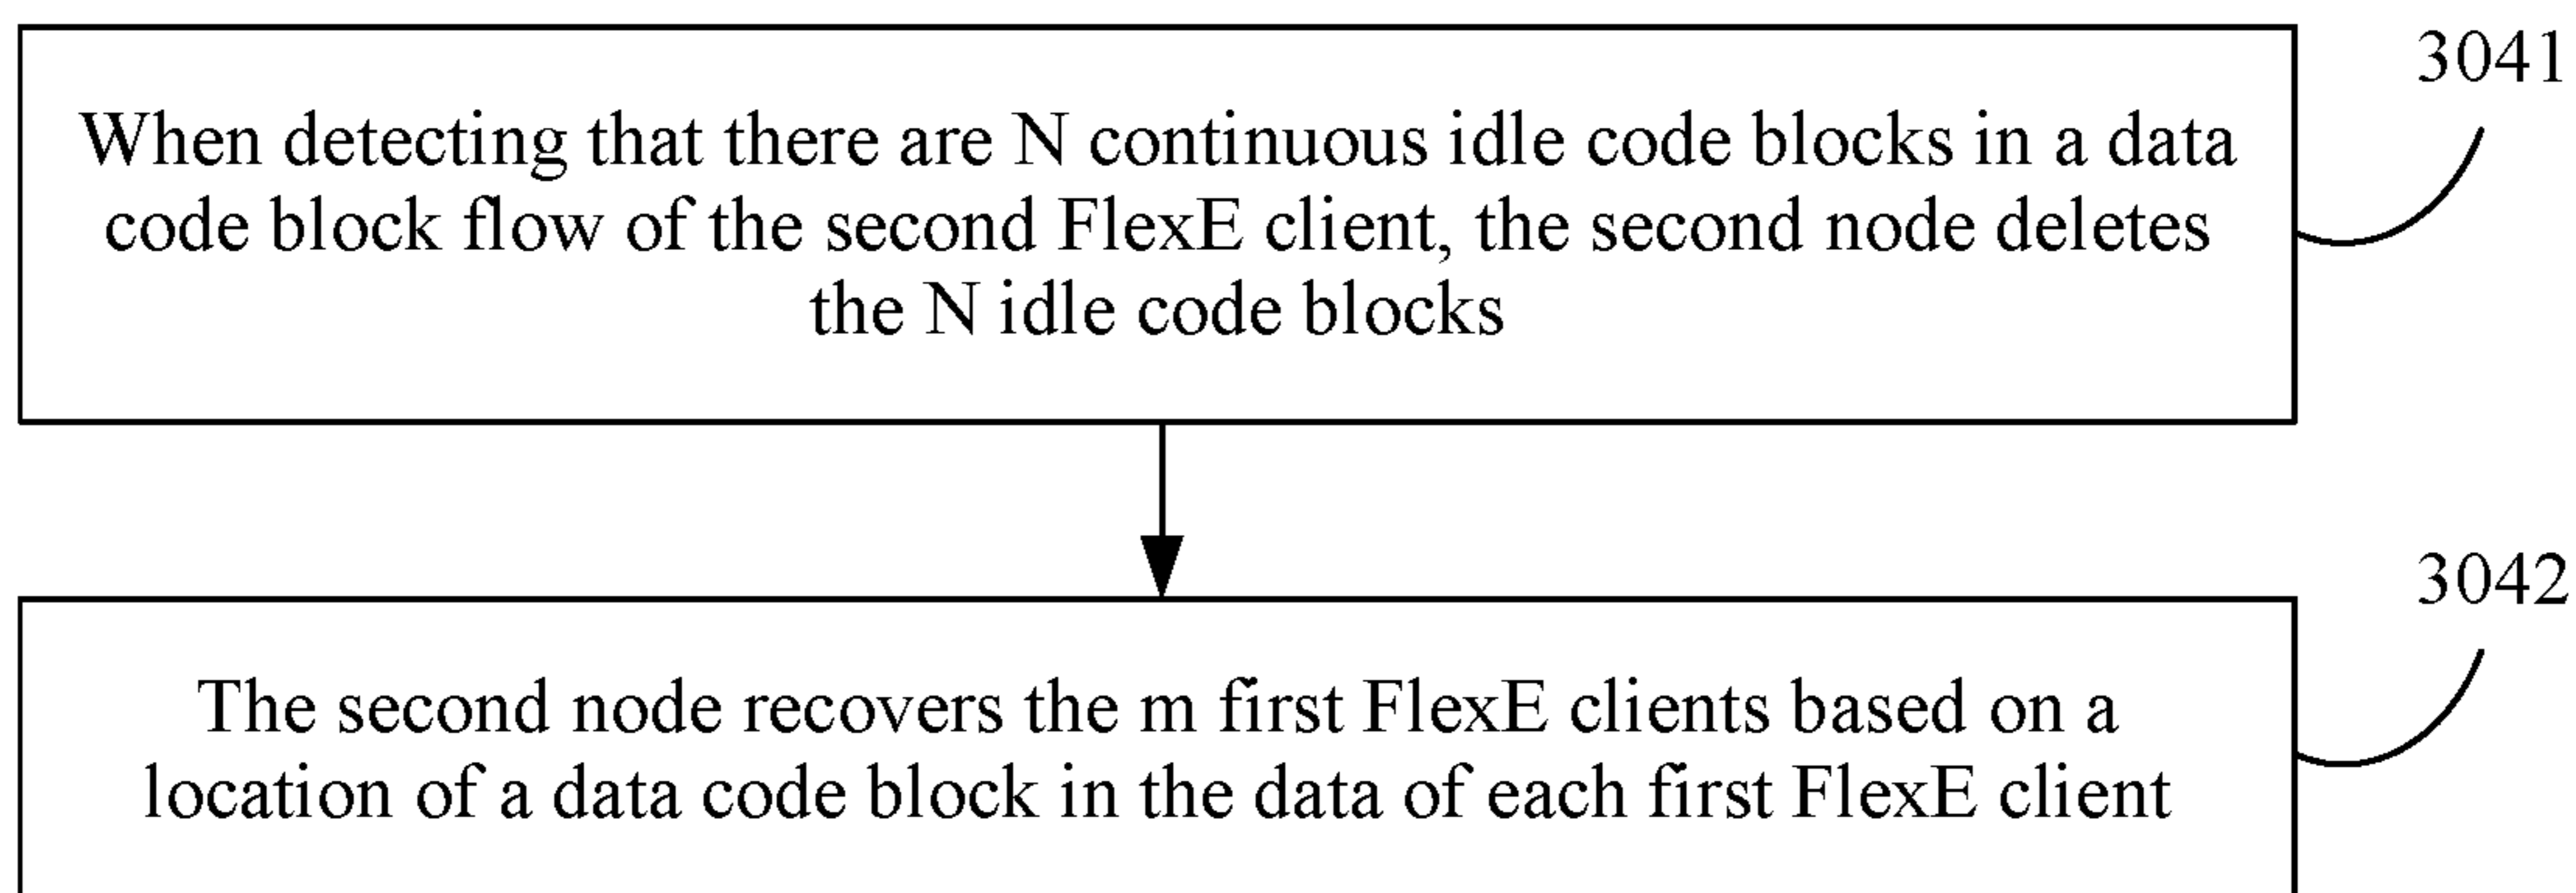 3041
When detecting that there are N continuous idle code blocks in a data
code block flow of the second FlexE client, the second node deletes
the N idle code blocks
3042
The second node recovers the m first FlexE clients based on a
location of a data code block in the data of each first FlexE client